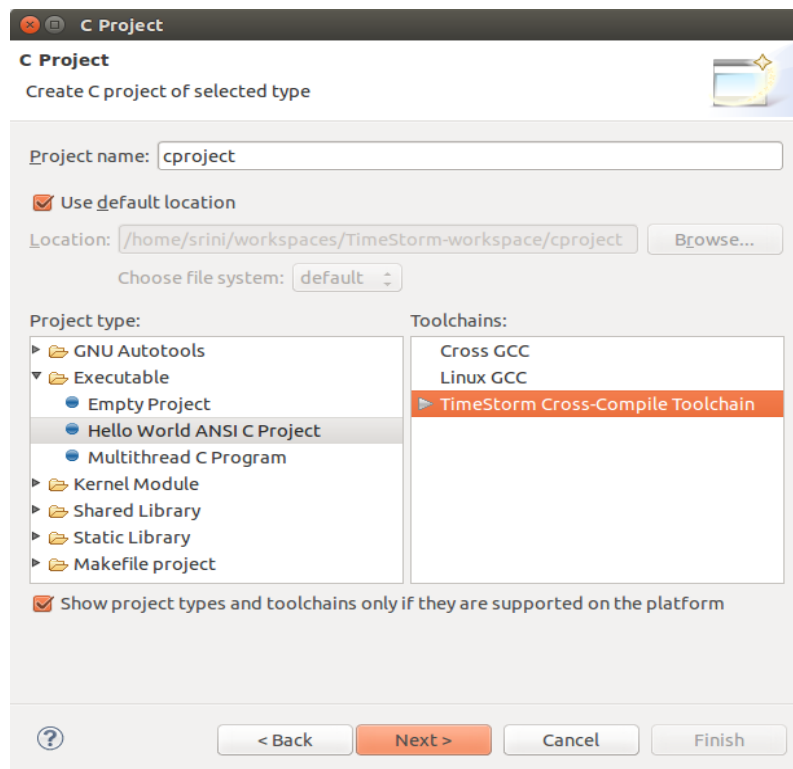 C Project
C Project
Create C project of selected type
Project name: cproject
Use default location
Location: /home/srini/workspaces/TimeStorm-workspace/cproject Browse...
Choose file system: default
Project type: Toolchains:
GNU Autotools Cross GCC
Executable Linux GCC
Empty Project TimeStorm Cross-Compile Toolchain
Hello World ANSI C Project
Multithread C Program
Kernel Module
Shared Library
Static Library
Makefile project
Show project types and toolchains only if they are supported on the platform
? < Back Next > Cancel Finish